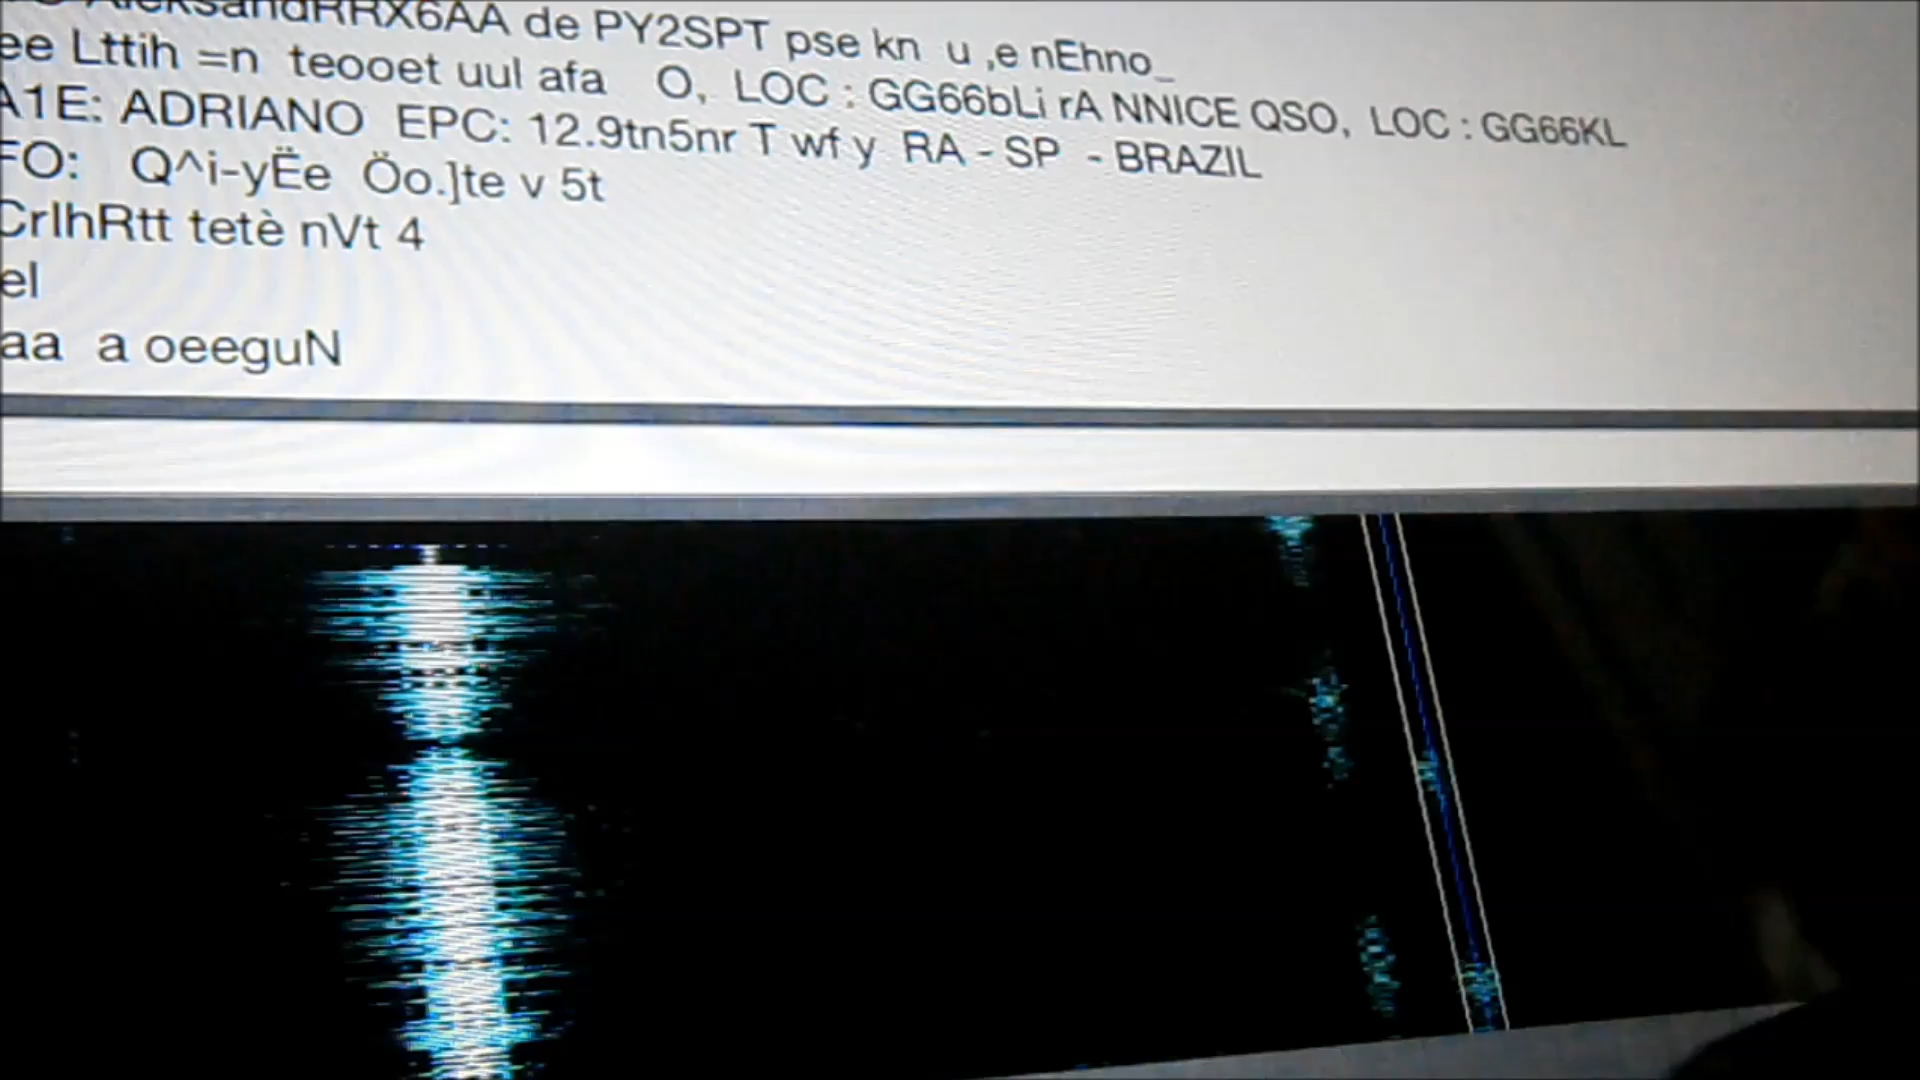 AleksandRRX6AA de PY2SPT pse kn u ,e nEhno_
ee Lttih =n teooet uul afa O, LOC : GG66bLi rA NNICE QSO, LOC : GG66KL
A1E: ADRIANO EPC: 12.9tn5nr T wf y RA - SP - BRAZIL
FO: Q^i-yËe Öo.]te v 5t
CrlhRtt tetè nVt 4
el
aa a oeeguN